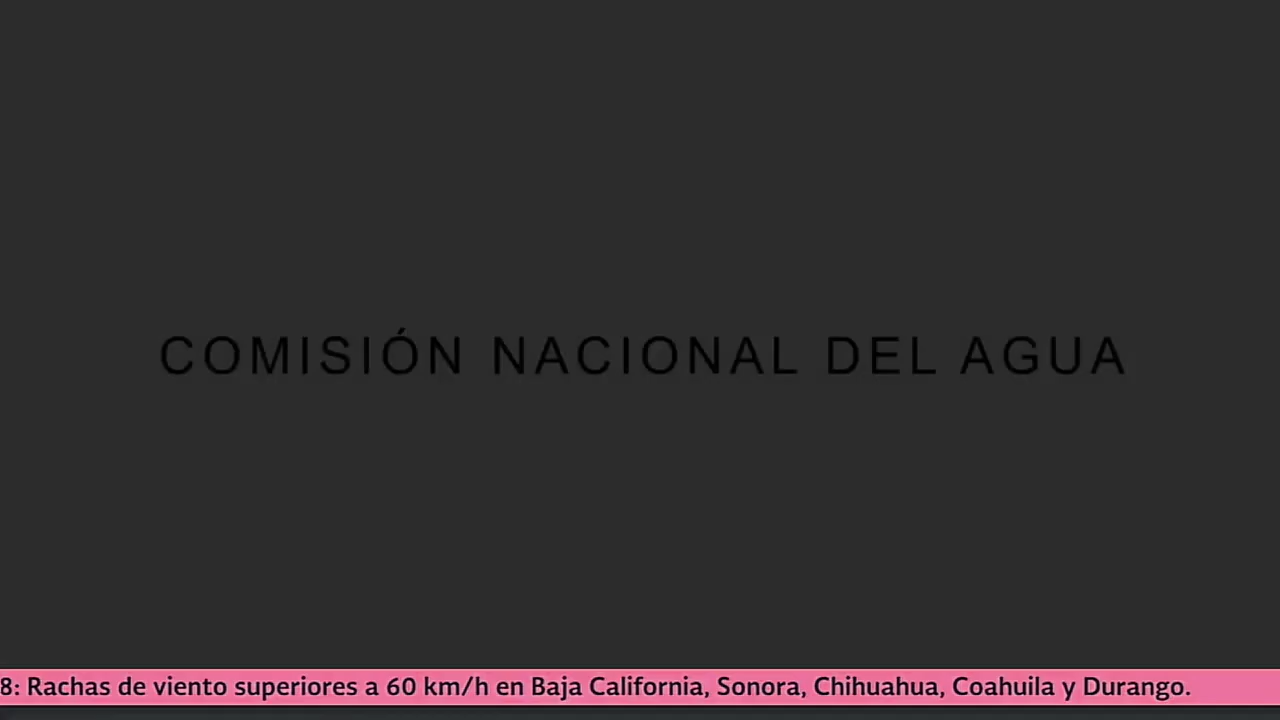 COMISIÓN NACIONAL DEL AGUA
8: Rachas de viento superiores a 60 km/h en Baja California, Sonora, Chihuahua, Coahuila y Durango.